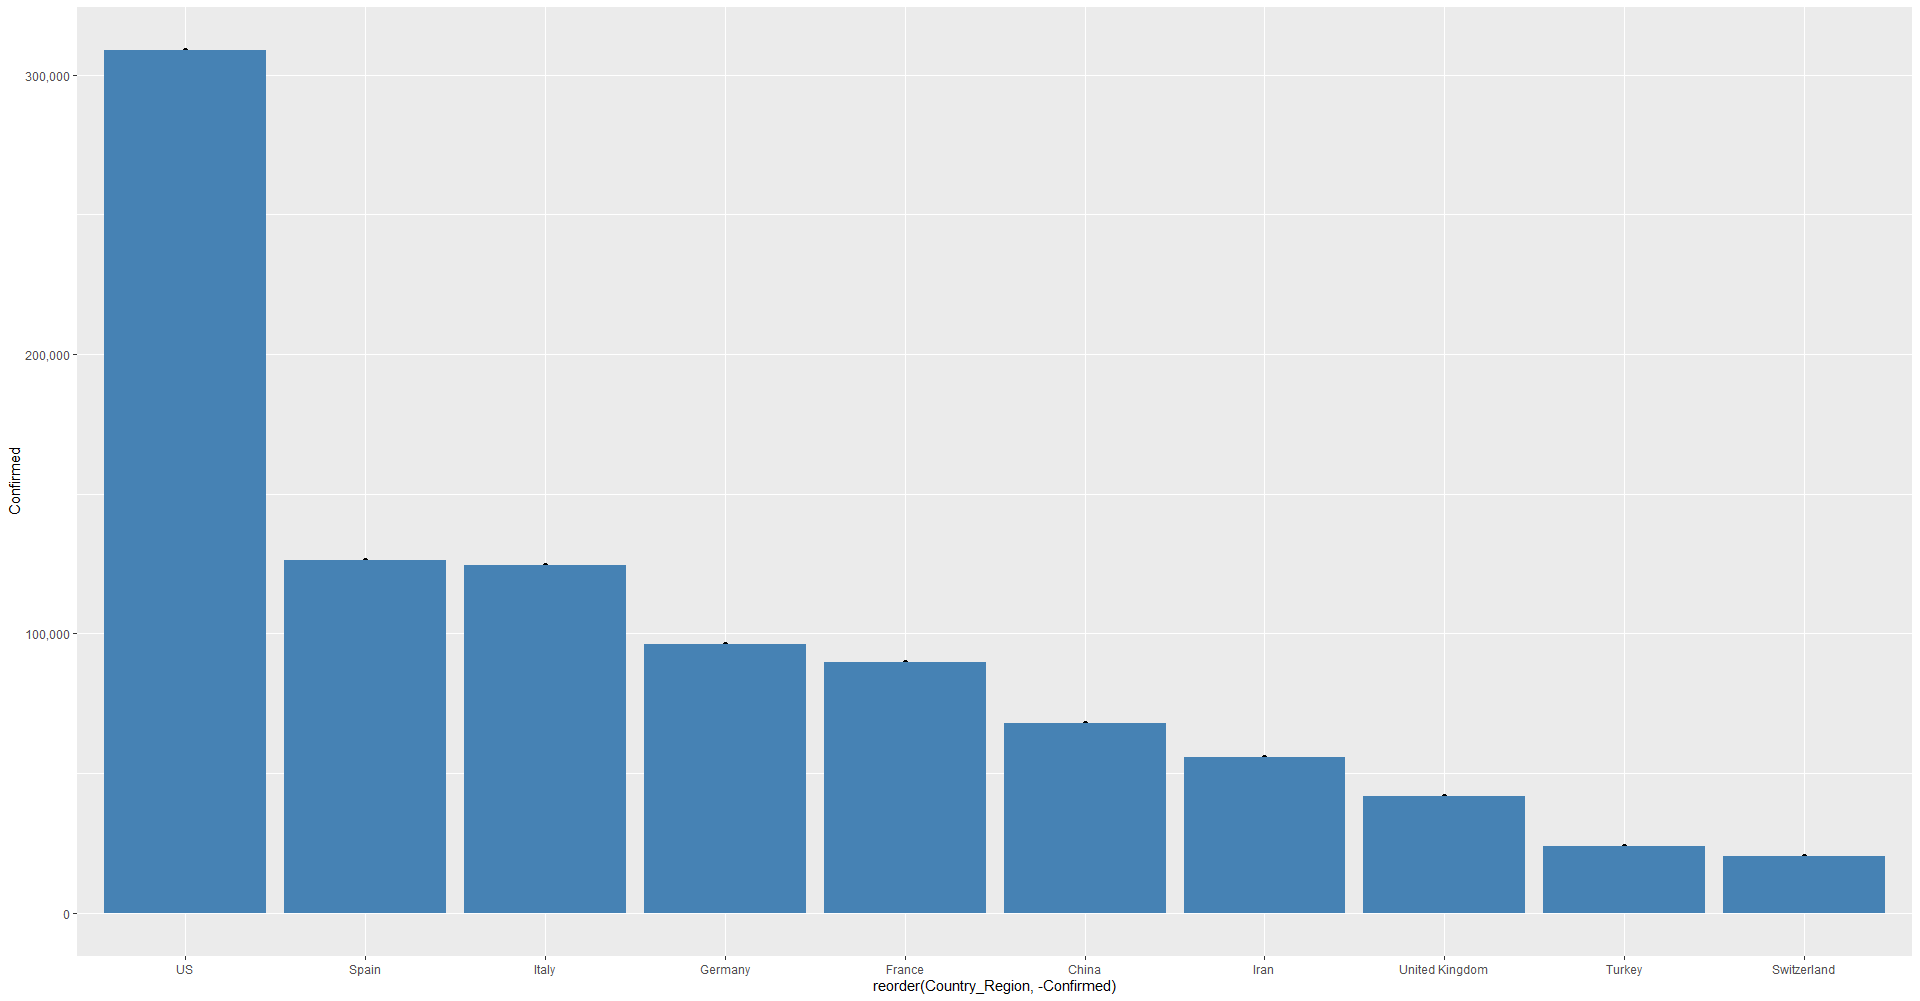 Confirmed
300,000
200,000
100,000
0
US Spain Italy Germany France China Iran United Kingdom Turkey Switzerland
reorder(Country_Region, -Confirmed)